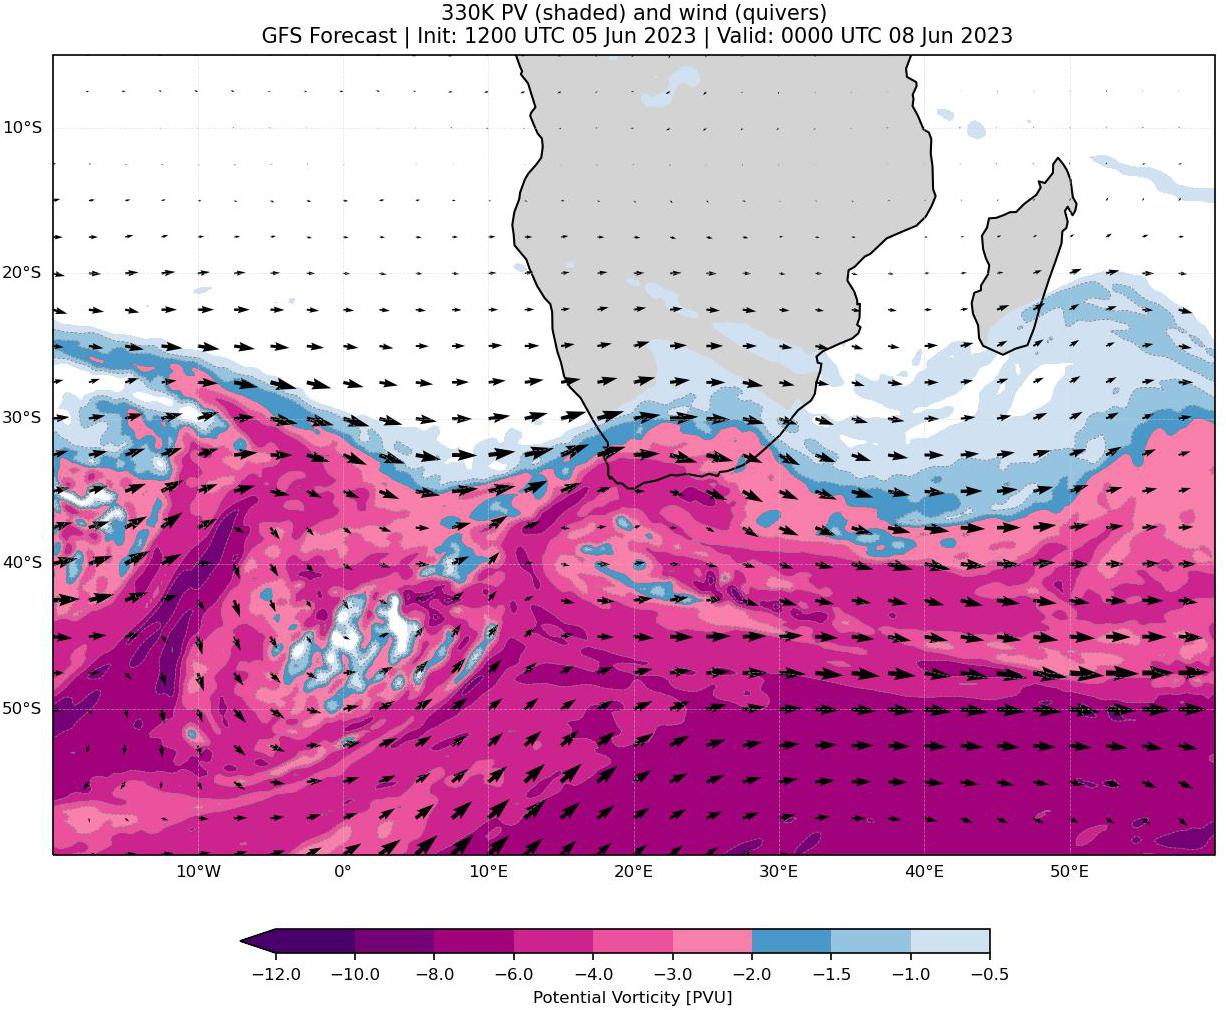 330K PV (shaded) and wind (quivers)
GFS Forecast | Init: 1200 UTC 05 Jun 2023 | Valid: 0000 UTC 08 Jun 2023
10°S
20°S
30°S
40°S
50°S
10°W 0° 10°E 20°E 30°E 40°E 50°E
−12.0 −10.0 −8.0 −6.0 −4.0 −3.0 −2.0 −1.5 −1.0 −0.5
Potential Vorticity [PVU]